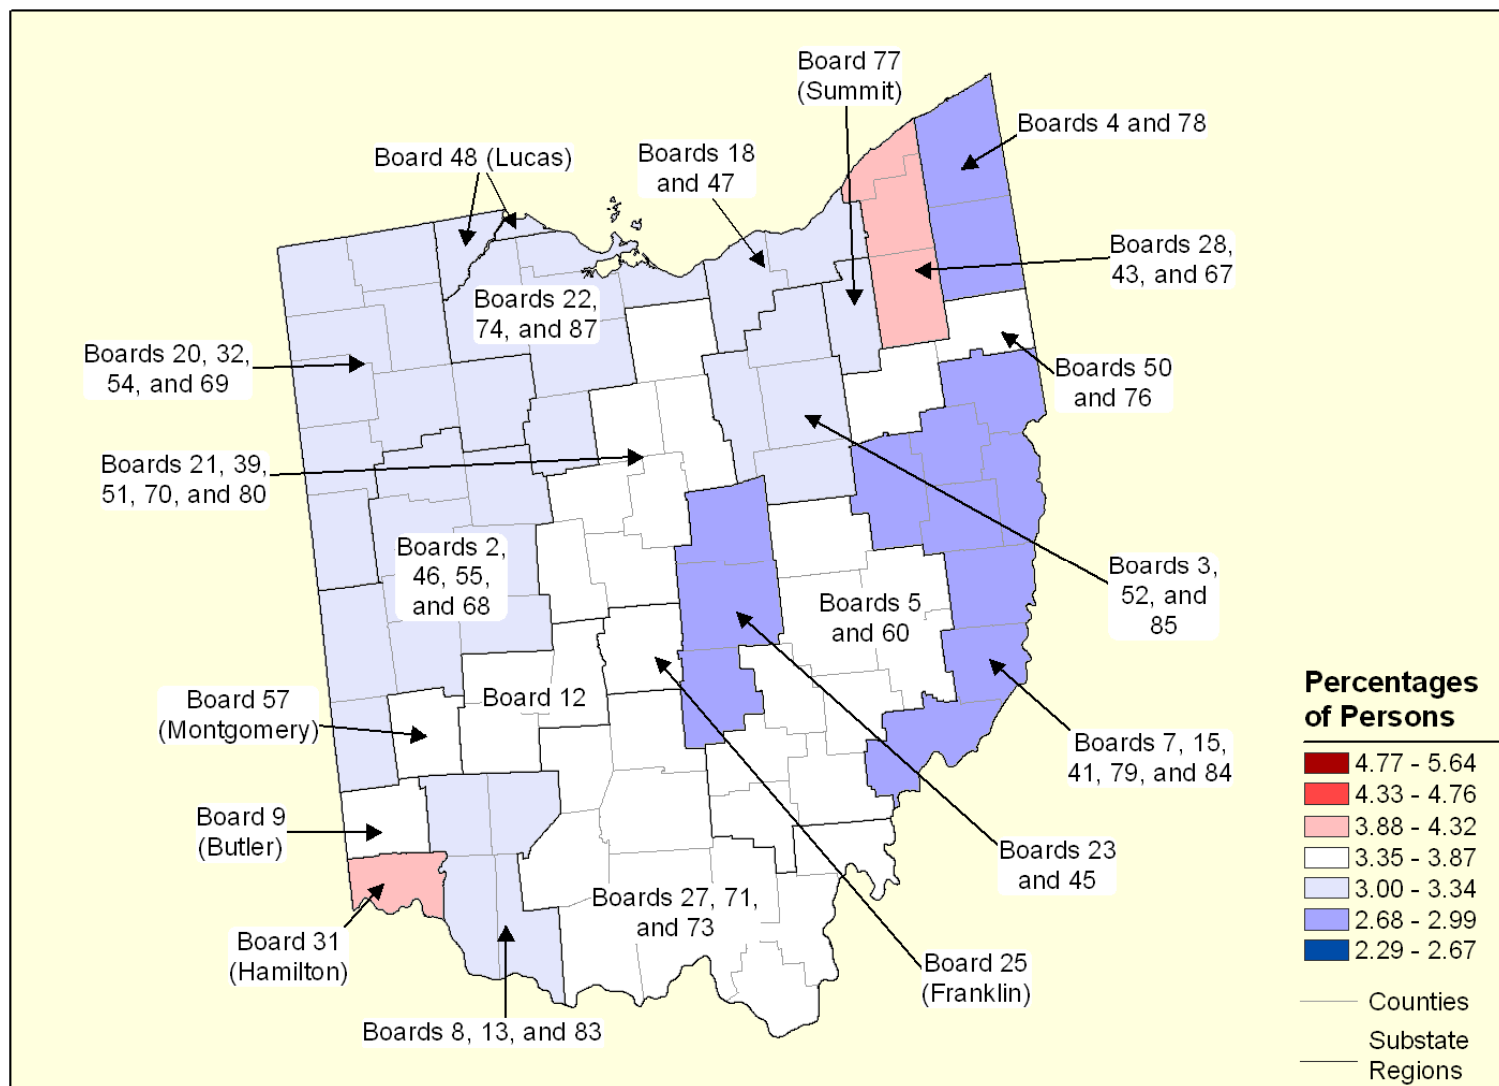 Board 77
(Summit)
Boards 4 and 78
Board 48 (Lucas)
Boards 18
and 47
Boards 28,
43, and 67
Boards 22,
74, and 87
Boards 20, 32,
54, and 69
Boards 50
and 76
Boards 21, 39,
51, 70, and 80
Boards 2,
46, 55,
and 68
Boards 3,
52, and
85
Boards 5
and 60
Board 57
(Montgomery)
Board 12
Boards 7, 15,
41, 79, and 84
Board 9
(Butler)
Boards 23
and 45
Boards 27, 71,
and 73
Board 31
(Hamilton)
Board 25
(Franklin)
Boards 8, 13, and 83
Percentages
of Persons
4.77 - 5.64
4.33 - 4.76
3.88 - 4.32
3.35 - 3.87
3.00 - 3.34
2.68 - 2.99
2.29 - 2.67
Counties
Substate
Regions